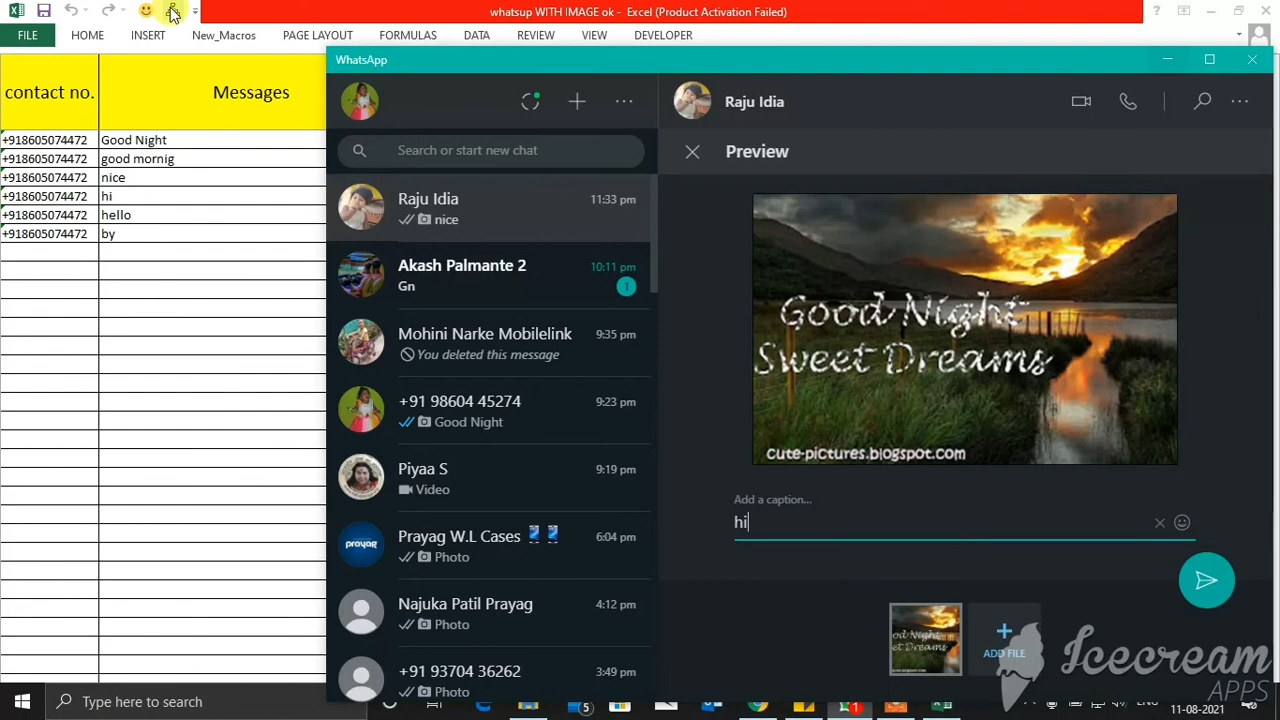 whatsup WITH IMAGE ok - Excel (Product Activation Failed)
FILE HOME INSERT New_Macros PAGE LAYOUT FORMULAS DATA REVIEW VIEW DEVELOPER
contact no. Messages
+918605074472 Good Night
+918605074472 good mornig
+918605074472 nice
+918605074472 hi
+918605074472 hello
+918605074472 by
WhatsApp
Search or start new chat
Raju Idia 11:33 pm
nice
Akash Palmante 2 10:11 pm
Gn 1
Mohini Narke Mobilelink 9:35 pm
You deleted this message
+91 98604 45274 9:23 pm
Good Night
Piyaa S 9:19 pm
Video
prayag
Prayag W.L Cases 6:04 pm
Photo
Najuka Patil Prayag 4:12 pm
Photo
+91 93704 36262 3:49 pm
Photo
Raju Idia
Preview
Good Night
Sweet Dreams
cute-pictures.blogspot.com
Add a caption...
hi
ADD FILE
Icecream
APPS
Type here to search
11-08-2021